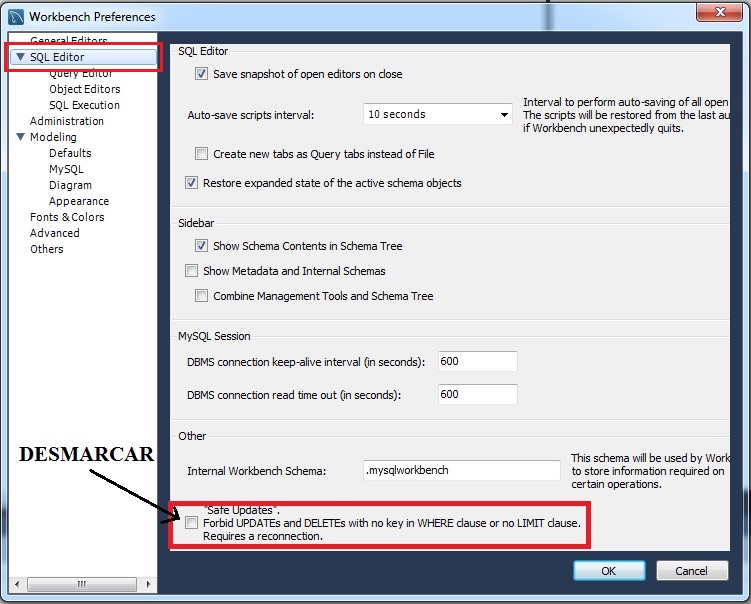 Workbench Preferences
General Editors
SQL Editor
Query Editor
Object Editors
SQL Execution
Administration
Modeling
Defaults
MySQL
Diagram
Appearance
Fonts & Colors
Advanced
Others
DESMARCAR
SQL Editor
Save snapshot of open editors on close
Auto-save scripts interval:
10 seconds
Interval to perform auto-saving of all open
The scripts will be restored from the last au
if Workbench unexpectedly quits.
Create new tabs as Query tabs instead of File
Restore expanded state of the active schema objects
Sidebar
Show Schema Contents in Schema Tree
Show Metadata and Internal Schemas
Combine Management Tools and Schema Tree
MySQL Session
DBMS connection keep-alive interval (in seconds):
600
DBMS connection read time out (in seconds):
600
Other
Internal Workbench Schema:
.mysqlworkbench
This schema will be used by Work
to store information required on
certain operations.
"Safe Updates".
Forbid UPDATEs and DELETEs with no key in WHERE clause or no LIMIT clause.
Requires a reconnection.
OK
Cancel